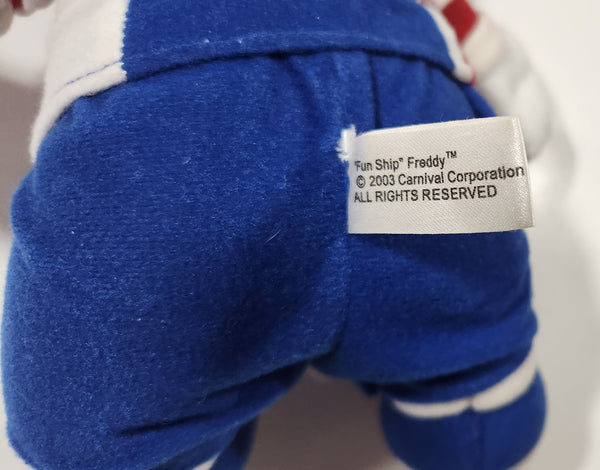 "Fun Ship" Freddy™
© 2003 Carnival Corporation
ALL RIGHTS RESERVED